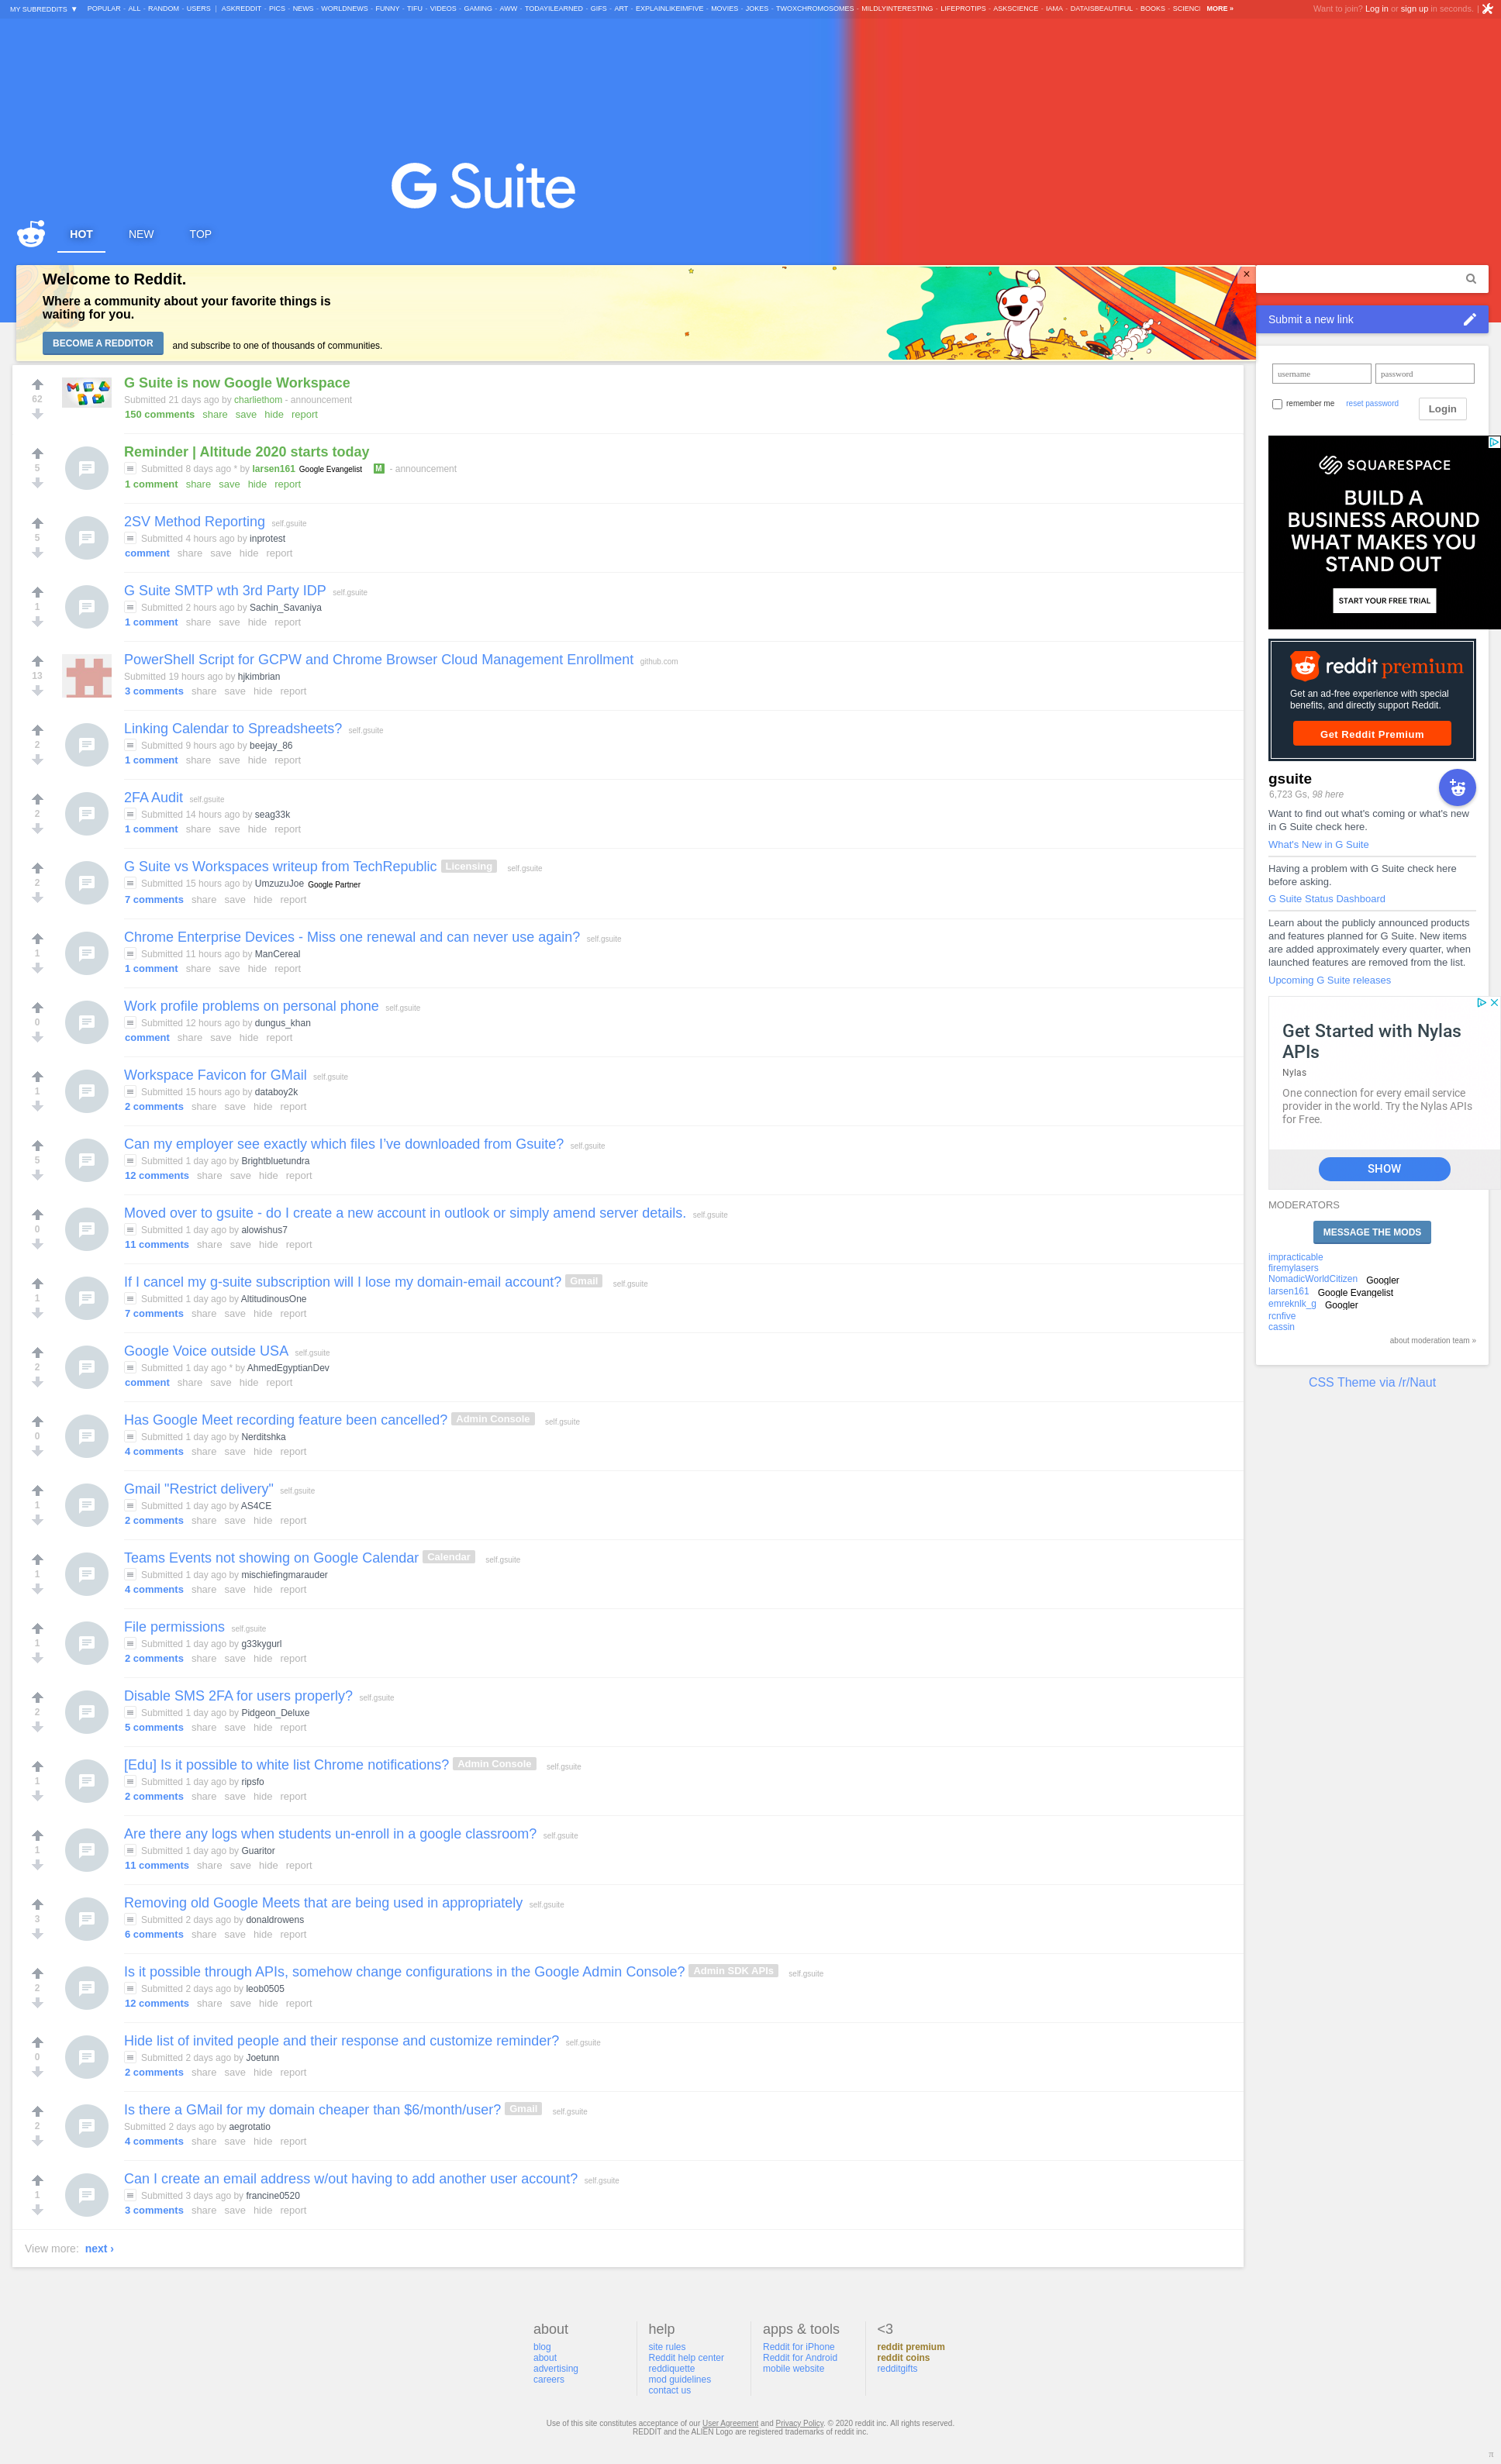 MY SUBREDDITS ▼ POPULAR - ALL - RANDOM - USERS | ASKREDDIT - PICS - NEWS - WORLDNEWS - FUNNY - TIFU - VIDEOS - GAMING - AWW - TODAYILEARNED - GIFS - ART - EXPLAINLIKEIMFIVE - MOVIES - JOKES - TWOXCHROMOSOMES - MILDLYINTERESTING - LIFEPROTIPS - ASKSCIENCE - IAMA - DATAISBEAUTIFUL - BOOKS - SCIENC MORE » Want to join? Log in or sign up in seconds. |
G Suite
HOT NEW TOP
Welcome to Reddit.
Where a community about your favorite things is
waiting for you.
BECOME A REDDITOR and subscribe to one of thousands of communities.
×
62
G Suite is now Google Workspace
Submitted 21 days ago by charliethom - announcement
150 comments share save hide report
5
Reminder | Altitude 2020 starts today
Submitted 8 days ago * by larsen161 Google Evangelist M - announcement
1 comment share save hide report
5
2SV Method Reporting self.gsuite
Submitted 4 hours ago by inprotest
comment share save hide report
1
G Suite SMTP wth 3rd Party IDP self.gsuite
Submitted 2 hours ago by Sachin_Savaniya
1 comment share save hide report
13
PowerShell Script for GCPW and Chrome Browser Cloud Management Enrollment github.com
Submitted 19 hours ago by hjkimbrian
3 comments share save hide report
2
Linking Calendar to Spreadsheets? self.gsuite
Submitted 9 hours ago by beejay_86
1 comment share save hide report
2
2FA Audit self.gsuite
Submitted 14 hours ago by seag33k
1 comment share save hide report
2
G Suite vs Workspaces writeup from TechRepublic Licensing self.gsuite
Submitted 15 hours ago by UmzuzuJoe Google Partner
7 comments share save hide report
1
Chrome Enterprise Devices - Miss one renewal and can never use again? self.gsuite
Submitted 11 hours ago by ManCereal
1 comment share save hide report
0
Work profile problems on personal phone self.gsuite
Submitted 12 hours ago by dungus_khan
comment share save hide report
1
Workspace Favicon for GMail self.gsuite
Submitted 15 hours ago by databoy2k
2 comments share save hide report
5
Can my employer see exactly which files I’ve downloaded from Gsuite? self.gsuite
Submitted 1 day ago by Brightbluetundra
12 comments share save hide report
0
Moved over to gsuite - do I create a new account in outlook or simply amend server details. self.gsuite
Submitted 1 day ago by alowishus7
11 comments share save hide report
1
If I cancel my g-suite subscription will I lose my domain-email account? Gmail self.gsuite
Submitted 1 day ago by AltitudinousOne
7 comments share save hide report
2
Google Voice outside USA self.gsuite
Submitted 1 day ago * by AhmedEgyptianDev
comment share save hide report
0
Has Google Meet recording feature been cancelled? Admin Console self.gsuite
Submitted 1 day ago by Nerditshka
4 comments share save hide report
1
Gmail "Restrict delivery" self.gsuite
Submitted 1 day ago by AS4CE
2 comments share save hide report
1
Teams Events not showing on Google Calendar Calendar self.gsuite
Submitted 1 day ago by mischiefingmarauder
4 comments share save hide report
1
File permissions self.gsuite
Submitted 1 day ago by g33kygurl
2 comments share save hide report
2
Disable SMS 2FA for users properly? self.gsuite
Submitted 1 day ago by Pidgeon_Deluxe
5 comments share save hide report
1
[Edu] Is it possible to white list Chrome notifications? Admin Console self.gsuite
Submitted 1 day ago by ripsfo
2 comments share save hide report
1
Are there any logs when students un-enroll in a google classroom? self.gsuite
Submitted 1 day ago by Guaritor
11 comments share save hide report
3
Removing old Google Meets that are being used in appropriately self.gsuite
Submitted 2 days ago by donaldrowens
6 comments share save hide report
2
Is it possible through APIs, somehow change configurations in the Google Admin Console? Admin SDK APIs self.gsuite
Submitted 2 days ago by leob0505
12 comments share save hide report
0
Hide list of invited people and their response and customize reminder? self.gsuite
Submitted 2 days ago by Joetunn
2 comments share save hide report
2
Is there a GMail for my domain cheaper than $6/month/user? Gmail self.gsuite
Submitted 2 days ago by aegrotatio
4 comments share save hide report
1
Can I create an email address w/out having to add another user account? self.gsuite
Submitted 3 days ago by francine0520
3 comments share save hide report
View more: next ›
Submit a new link
username password
remember me reset password Login
SQUARESPACE
BUILD A
BUSINESS AROUND
WHAT MAKES YOU
STAND OUT
START YOUR FREE TRIAL
reddit premium
Get an ad-free experience with special
benefits, and directly support Reddit.
Get Reddit Premium
gsuite
6,723 Gs, 98 here
Want to find out what's coming or what's new
in G Suite check here.
What's New in G Suite
Having a problem with G Suite check here
before asking.
G Suite Status Dashboard
Learn about the publicly announced products
and features planned for G Suite. New items
are added approximately every quarter, when
launched features are removed from the list.
Upcoming G Suite releases
Get Started with Nylas
APIs
Nylas
One connection for every email service
provider in the world. Try the Nylas APIs
for Free.
SHOW
MODERATORS
MESSAGE THE MODS
impracticable
firemylasers
NomadicWorldCitizen Googler
larsen161 Google Evangelist
emreknlk_g Googler
rcnfive
cassin
about moderation team »
CSS Theme via /r/Naut
about
blog
about
advertising
careers
help
site rules
Reddit help center
reddiquette
mod guidelines
contact us
apps & tools
Reddit for iPhone
Reddit for Android
mobile website
<3
reddit premium
reddit coins
redditgifts
Use of this site constitutes acceptance of our User Agreement and Privacy Policy. © 2020 reddit inc. All rights reserved.
REDDIT and the ALIEN Logo are registered trademarks of reddit inc.
π